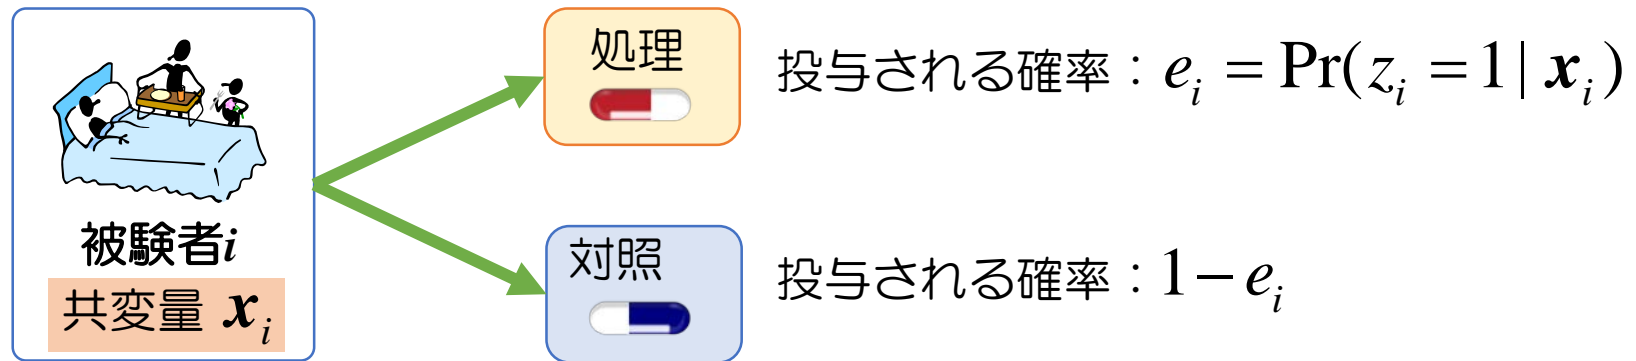 被験者i
共変量 x_i
処理
投与される確率：e_i = Pr(z_i = 1 | x_i)
対照
投与される確率：1 − e_i